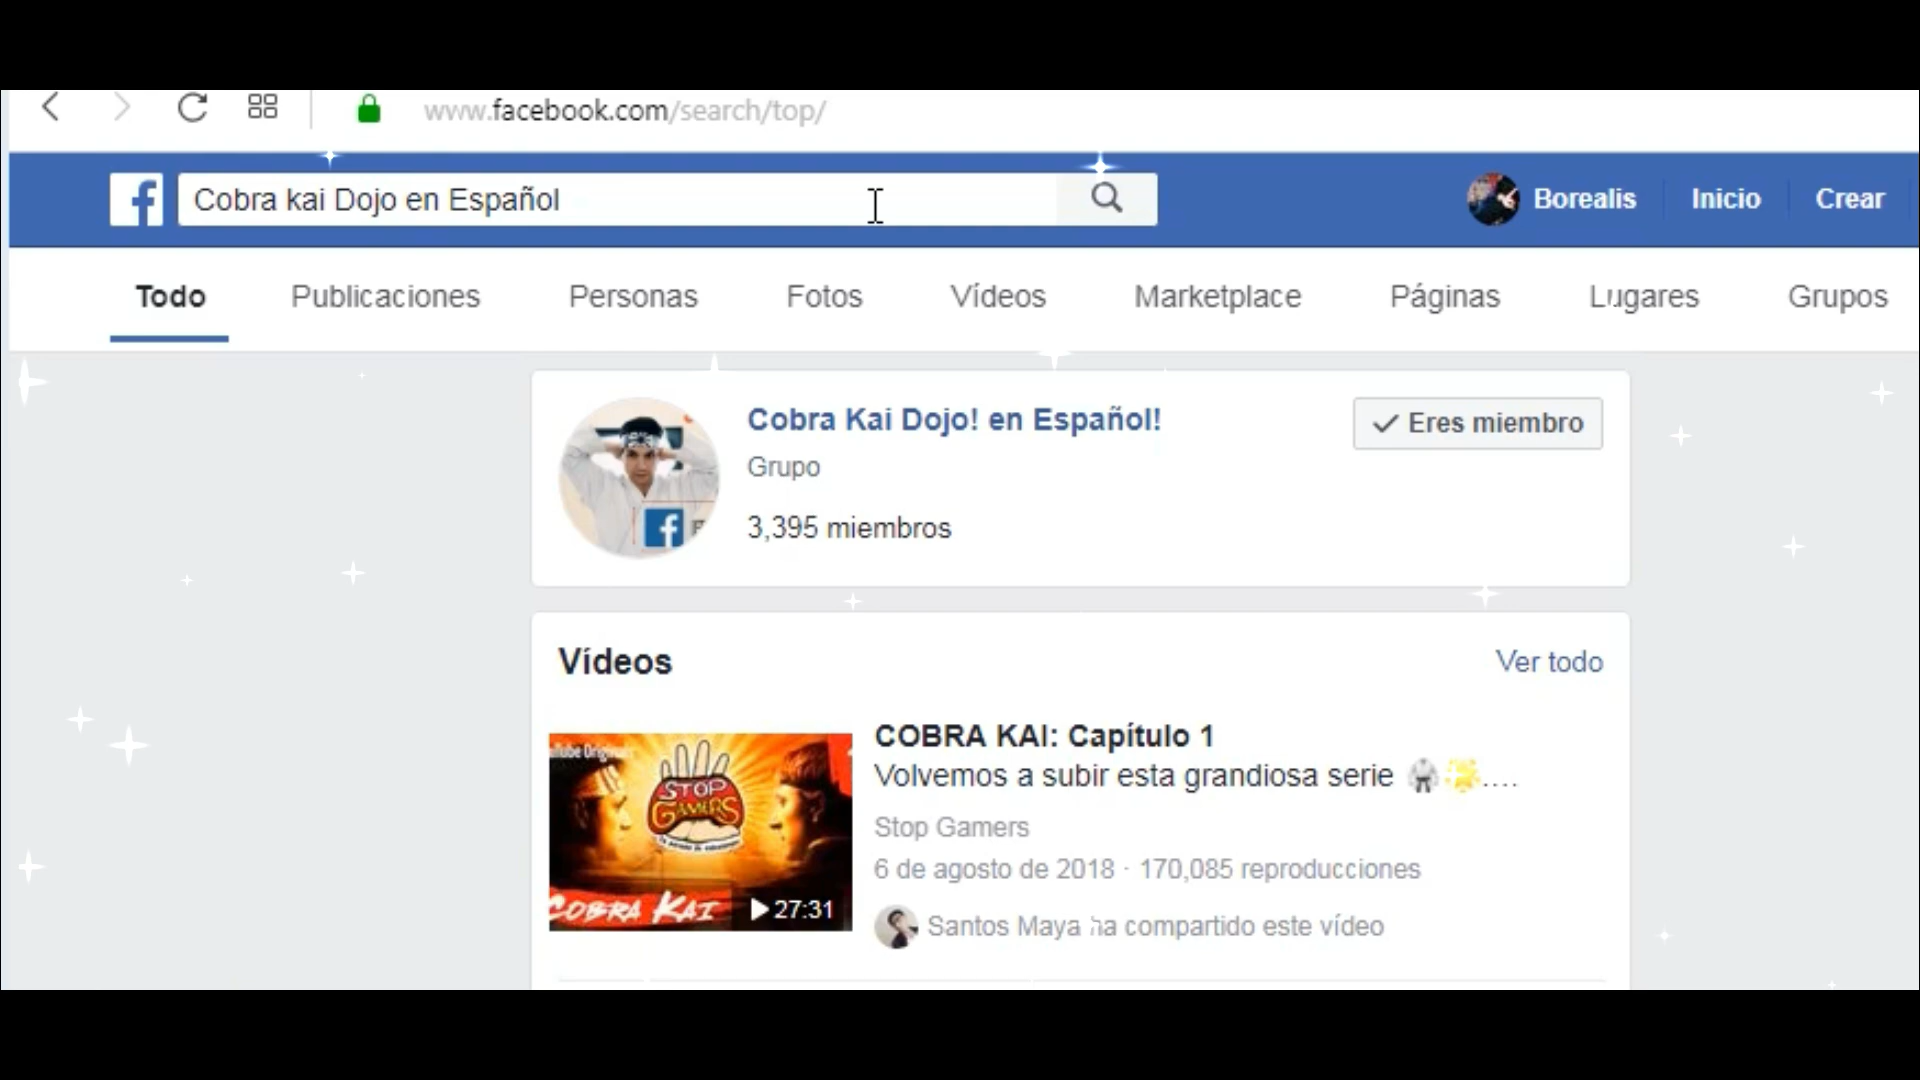 www.facebook.com/search/top/
Cobra kai Dojo en Español
Borealis
Inicio
Crear
Todo
Publicaciones
Personas
Fotos
Vídeos
Marketplace
Páginas
Lugares
Grupos
Cobra Kai Dojo! en Español!
Eres miembro
Grupo
3,395 miembros
Vídeos
Ver todo
COBRA KAI: Capítulo 1
Volvemos a subir esta grandiosa serie 🥋🌟....
Stop Gamers
6 de agosto de 2018 · 170,085 reproducciones
Santos Maya ha compartido este vídeo
STOP
GAMERS
COBRA KAI
27:31